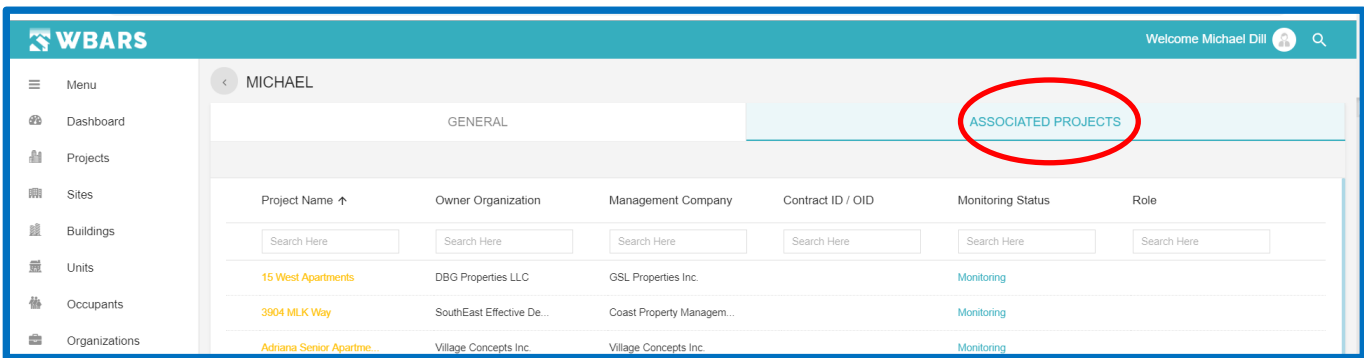 WBARS
Welcome Michael Dill
Menu
MICHAEL
Dashboard
GENERAL
ASSOCIATED PROJECTS
Projects
Sites
Project Name ↑
Owner Organization
Management Company
Contract ID / OID
Monitoring Status
Role
Buildings
Search Here
Search Here
Search Here
Search Here
Search Here
Search Here
Units
15 West Apartments
DBG Properties LLC
GSL Properties Inc.
Monitoring
Occupants
3904 MLK Way
SouthEast Effective De...
Coast Property Managem...
Monitoring
Organizations
Adriana Senior Apartme...
Village Concepts Inc.
Village Concepts Inc.
Monitoring